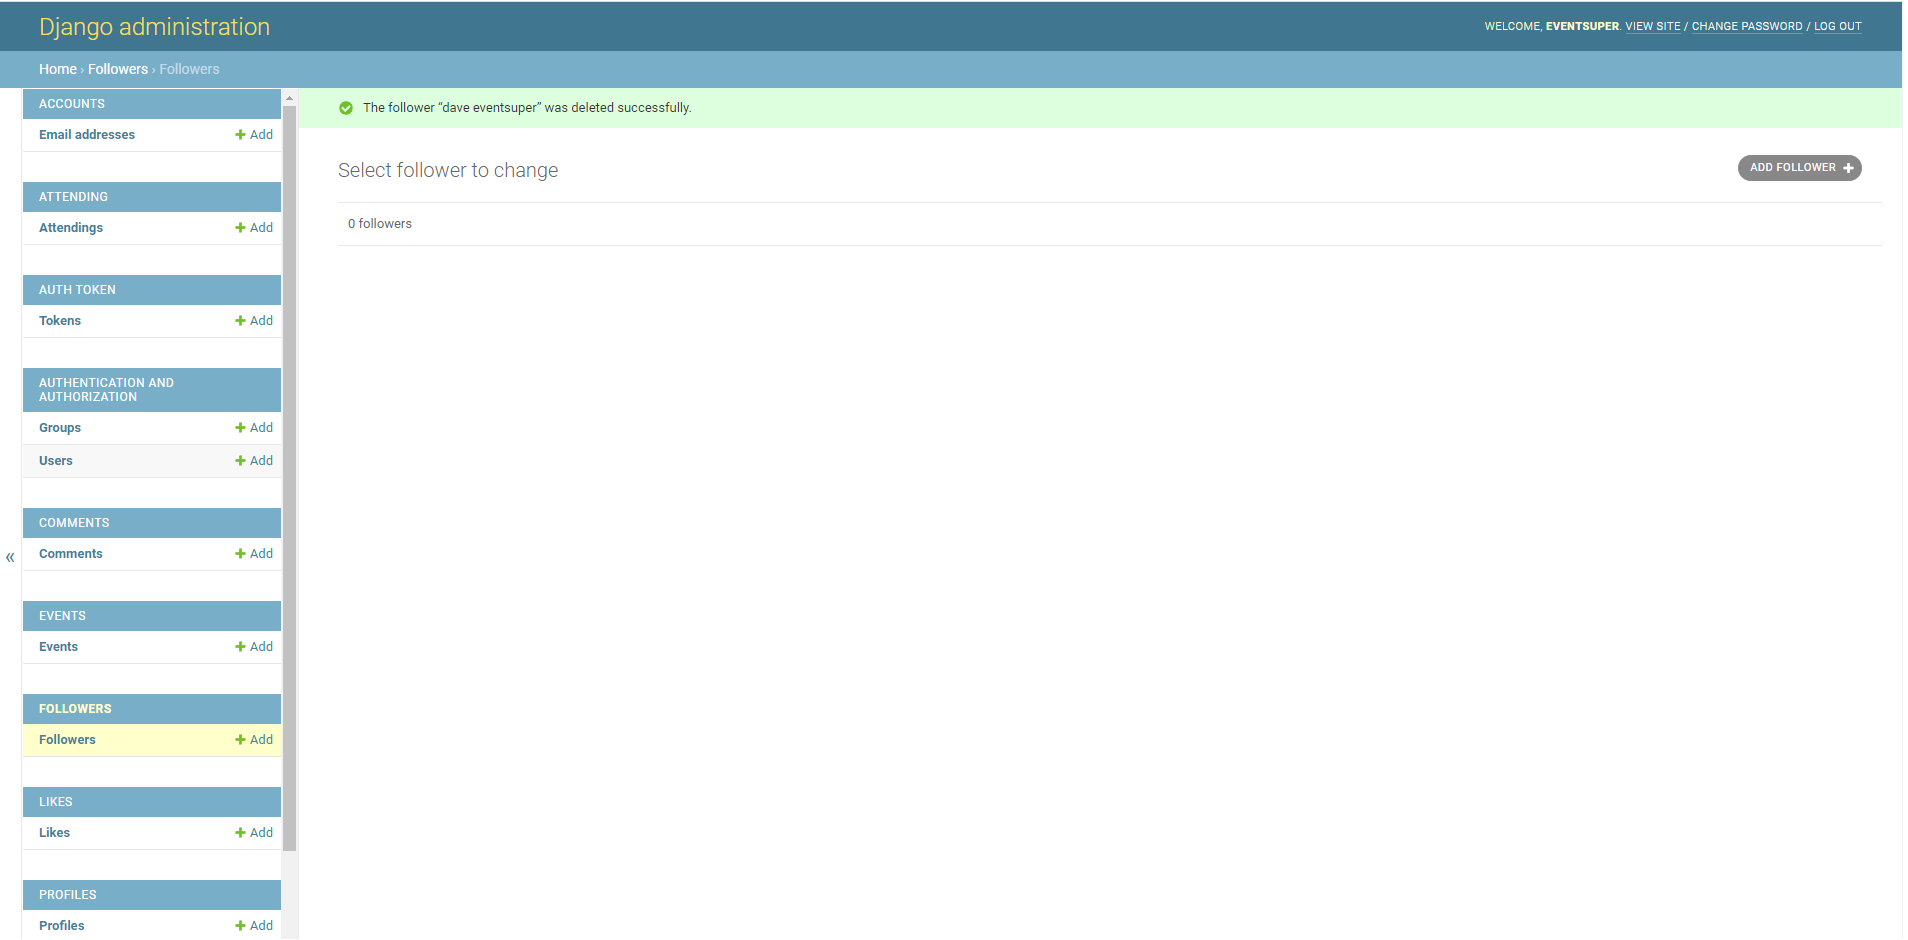 Django administration
WELCOME, EVENTSUPER. VIEW SITE / CHANGE PASSWORD / LOG OUT
Home › Followers › Followers
ACCOUNTS
Email addresses Add
ATTENDING
Attendings Add
AUTH TOKEN
Tokens Add
AUTHENTICATION AND
AUTHORIZATION
Groups Add
Users Add
COMMENTS
Comments Add
EVENTS
Events Add
FOLLOWERS
Followers Add
LIKES
Likes Add
PROFILES
Profiles Add
«
The follower “dave eventsuper” was deleted successfully.
Select follower to change
ADD FOLLOWER
0 followers